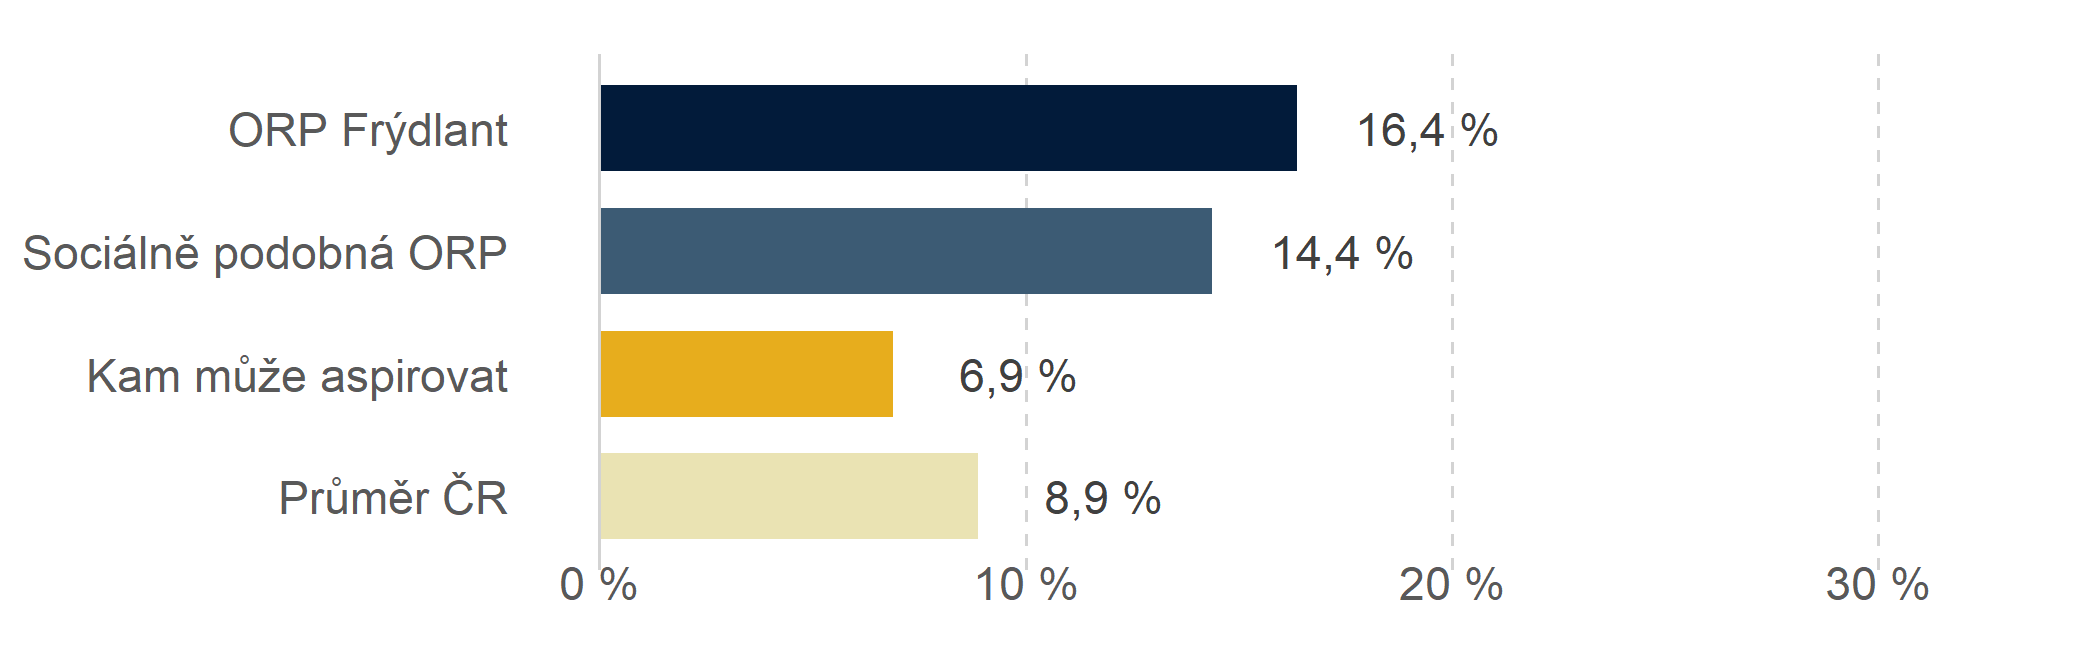 ORP Frýdlant 16,4 %
Sociálně podobná ORP 14,4 %
Kam může aspirovat 6,9 %
Průměr ČR 8,9 %
0 % 10 % 20 % 30 %